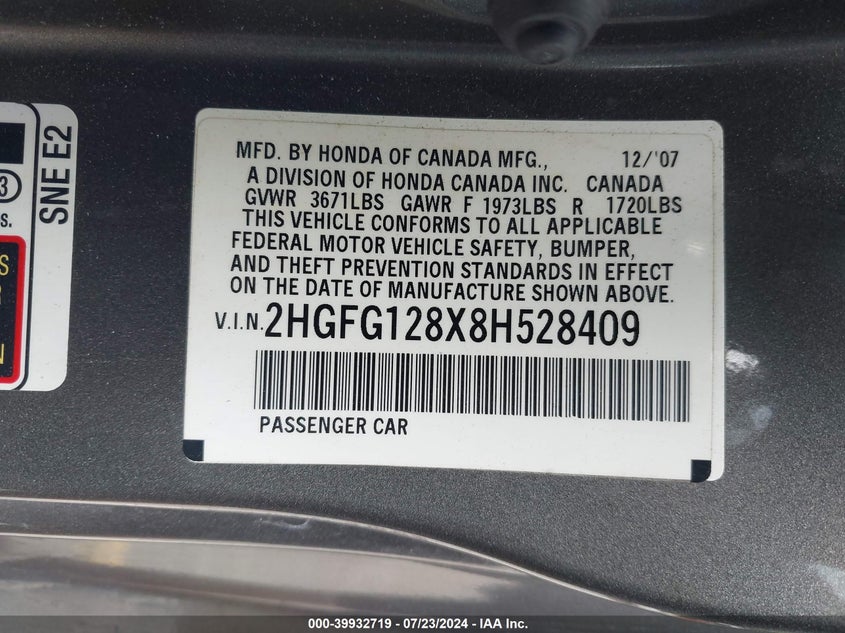 SNE E2
3
s.
S
MFD. BY HONDA OF CANADA MFG., 12/'07
A DIVISION OF HONDA CANADA INC. CANADA
GVWR 3671LBS GAWR F 1973LBS R 1720LBS
THIS VEHICLE CONFORMS TO ALL APPLICABLE
FEDERAL MOTOR VEHICLE SAFETY, BUMPER,
AND THEFT PREVENTION STANDARDS IN EFFECT
ON THE DATE OF MANUFACTURE SHOWN ABOVE.
V.I.N. 2HGFG128X8H528409
PASSENGER CAR
000-39932719 - 07/23/2024 - IAA Inc.